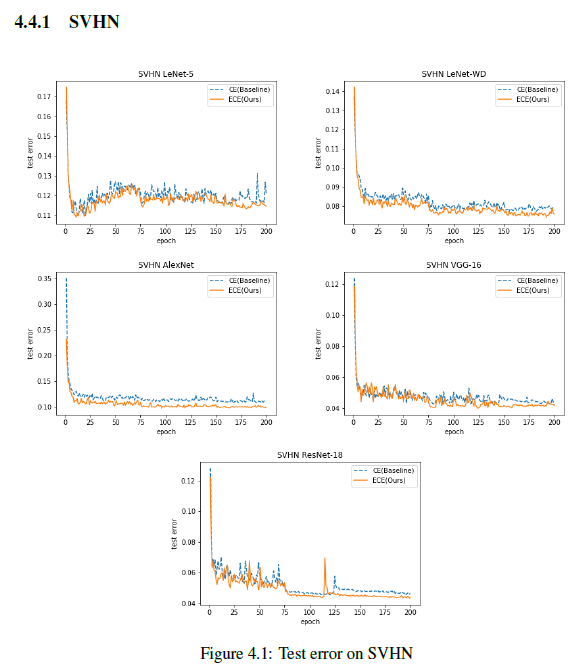 4.4.1 SVHN
SVHN LeNet-5
CE(Baseline)
ECE(Ours)
test error
0.17
0.16
0.15
0.14
0.13
0.12
0.11
0 25 50 75 100 125 150 175 200
epoch
SVHN LeNet-WD
CE(Baseline)
ECE(Ours)
test error
0.14
0.13
0.12
0.11
0.10
0.09
0.08
0 25 50 75 100 125 150 175 200
epoch
SVHN AlexNet
CE(Baseline)
ECE(Ours)
test error
0.35
0.30
0.25
0.20
0.15
0.10
0 25 50 75 100 125 150 175 200
epoch
SVHN VGG-16
CE(Baseline)
ECE(Ours)
test error
0.12
0.10
0.08
0.06
0.04
0 25 50 75 100 125 150 175 200
epoch
SVHN ResNet-18
CE(Baseline)
ECE(Ours)
test error
0.12
0.10
0.08
0.06
0.04
0 25 50 75 100 125 150 175 200
epoch
Figure 4.1: Test error on SVHN